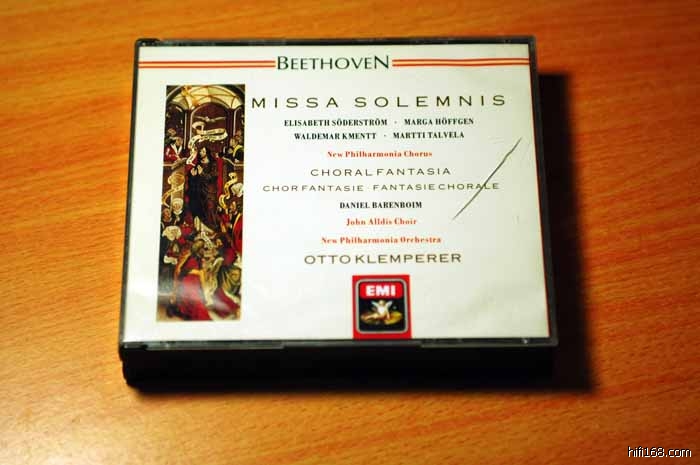 BEETHOVEN
MISSA SOLEMNIS
ELISABETH SÖDERSTRÖM · MARGA HÖFFGEN
WALDEMAR KMENTT · MARTTI TALVELA
New Philharmonia Chorus
CHORAL FANTASIA
CHORFANTASIE · FANTASIE CHORALE
DANIEL BARENBOIM
John Alldis Choir
New Philharmonia Orchestra
OTTO KLEMPERER
EMI
hifi168.com